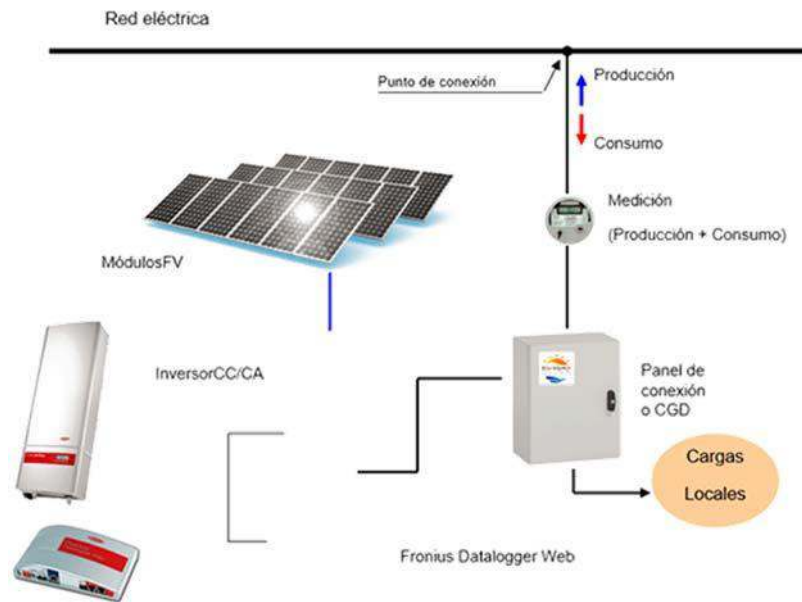 Red eléctrica
Punto de conexión
Producción
Consumo
Medición
(Producción + Consumo)
MódulosFV
InversorCC/CA
Panel de
conexión
o CGD
Cargas
Locales
Fronius Datalogger Web